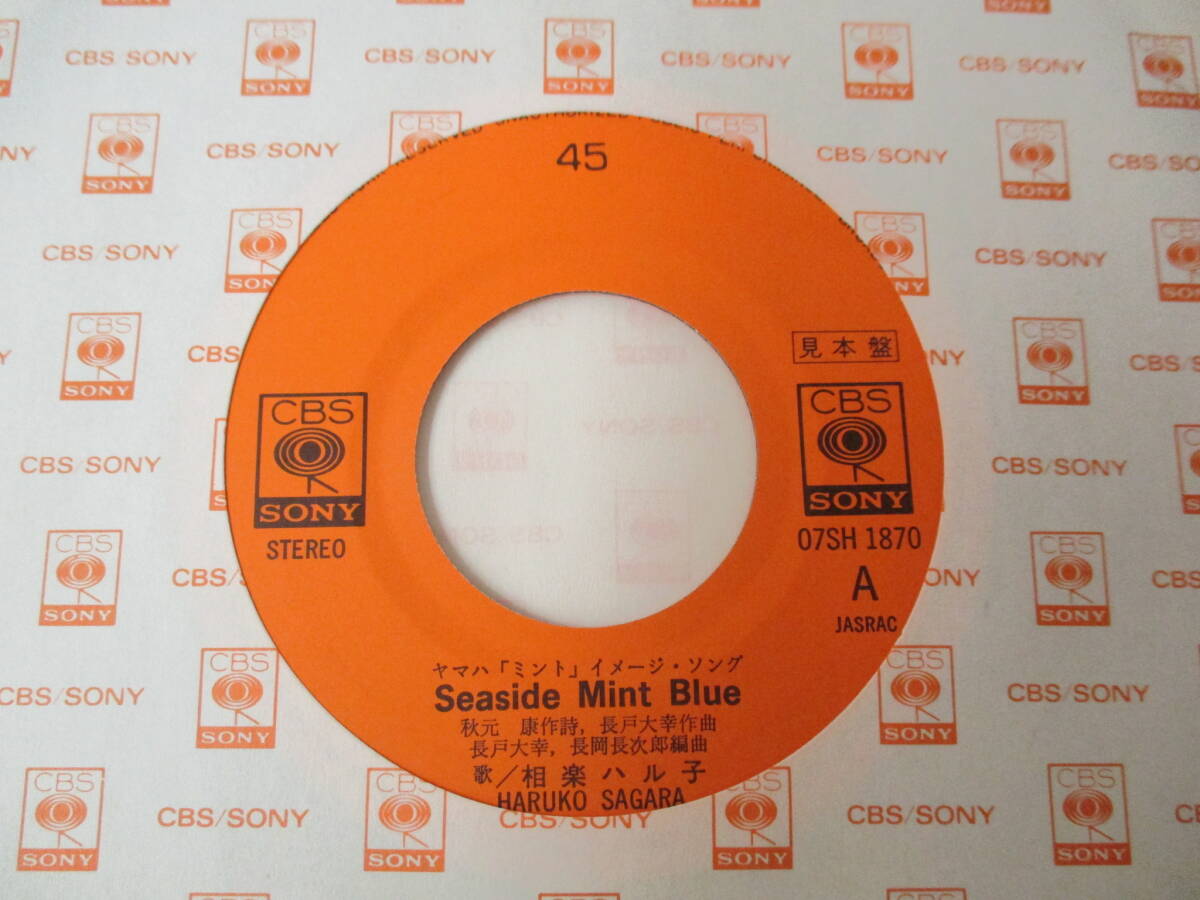 45
見本盤
CBS
SONY
STEREO
CBS
SONY
07SH 1870
A
JASRAC
ヤマハ「ミント」イメージ・ソング
Seaside Mint Blue
秋元 康作詩，長戸大幸作曲
長戸大幸，長岡長次郎編曲
歌／相楽ハル子
HARUKO SAGARA
CBS/SONY